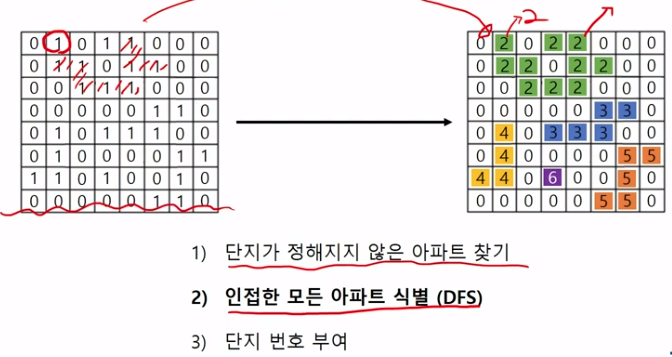 2
0 1 0 1 1 0 0 0
0 1 1 0 1 1 0 0
0 0 1 1 1 0 0 0
0 0 0 0 0 1 1 0
0 1 0 1 1 1 0 0
0 1 0 0 0 0 1 1
1 1 0 1 0 0 1 0
0 0 0 0 0 1 1 0
0 2 0 2 2 0 0 0
0 2 2 0 2 2 0 0
0 0 2 2 2 0 0 0
0 0 0 0 0 3 3 0
0 4 0 3 3 3 0 0
0 4 0 0 0 0 5 5
4 4 0 6 0 0 5 0
0 0 0 0 0 5 5 0
1) 단지가 정해지지 않은 아파트 찾기
2) 인접한 모든 아파트 식별 (DFS)
3) 단지 번호 부여